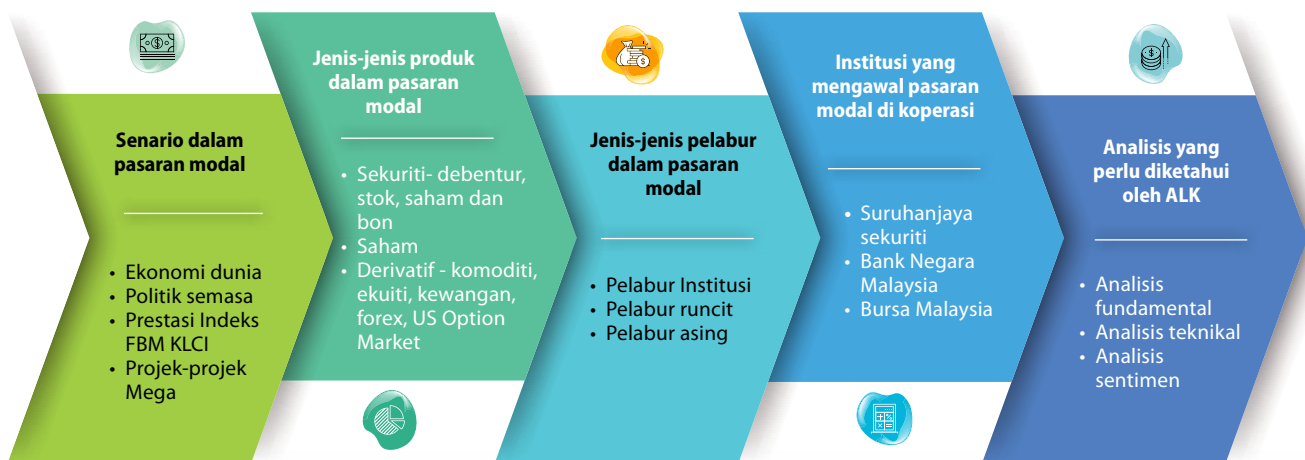 Senario dalam
pasaran modal
• Ekonomi dunia
• Politik semasa
• Prestasi Indeks
FBM KLCI
• Projek-projek
Mega
Jenis-jenis produk
dalam pasaran
modal
• Sekuriti- debentur,
stok, saham dan
bon
• Saham
• Derivatif - komoditi,
ekuiti, kewangan,
forex, US Option
Market
Jenis-jenis pelabur
dalam pasaran
modal
• Pelabur Institusi
• Pelabur runcit
• Pelabur asing
Institusi yang
mengawal pasaran
modal di koperasi
• Suruhanjaya
sekuriti
• Bank Negara
Malaysia
• Bursa Malaysia
Analisis yang
perlu diketahui
oleh ALK
• Analisis
fundamental
• Analisis teknikal
• Analisis
sentimen